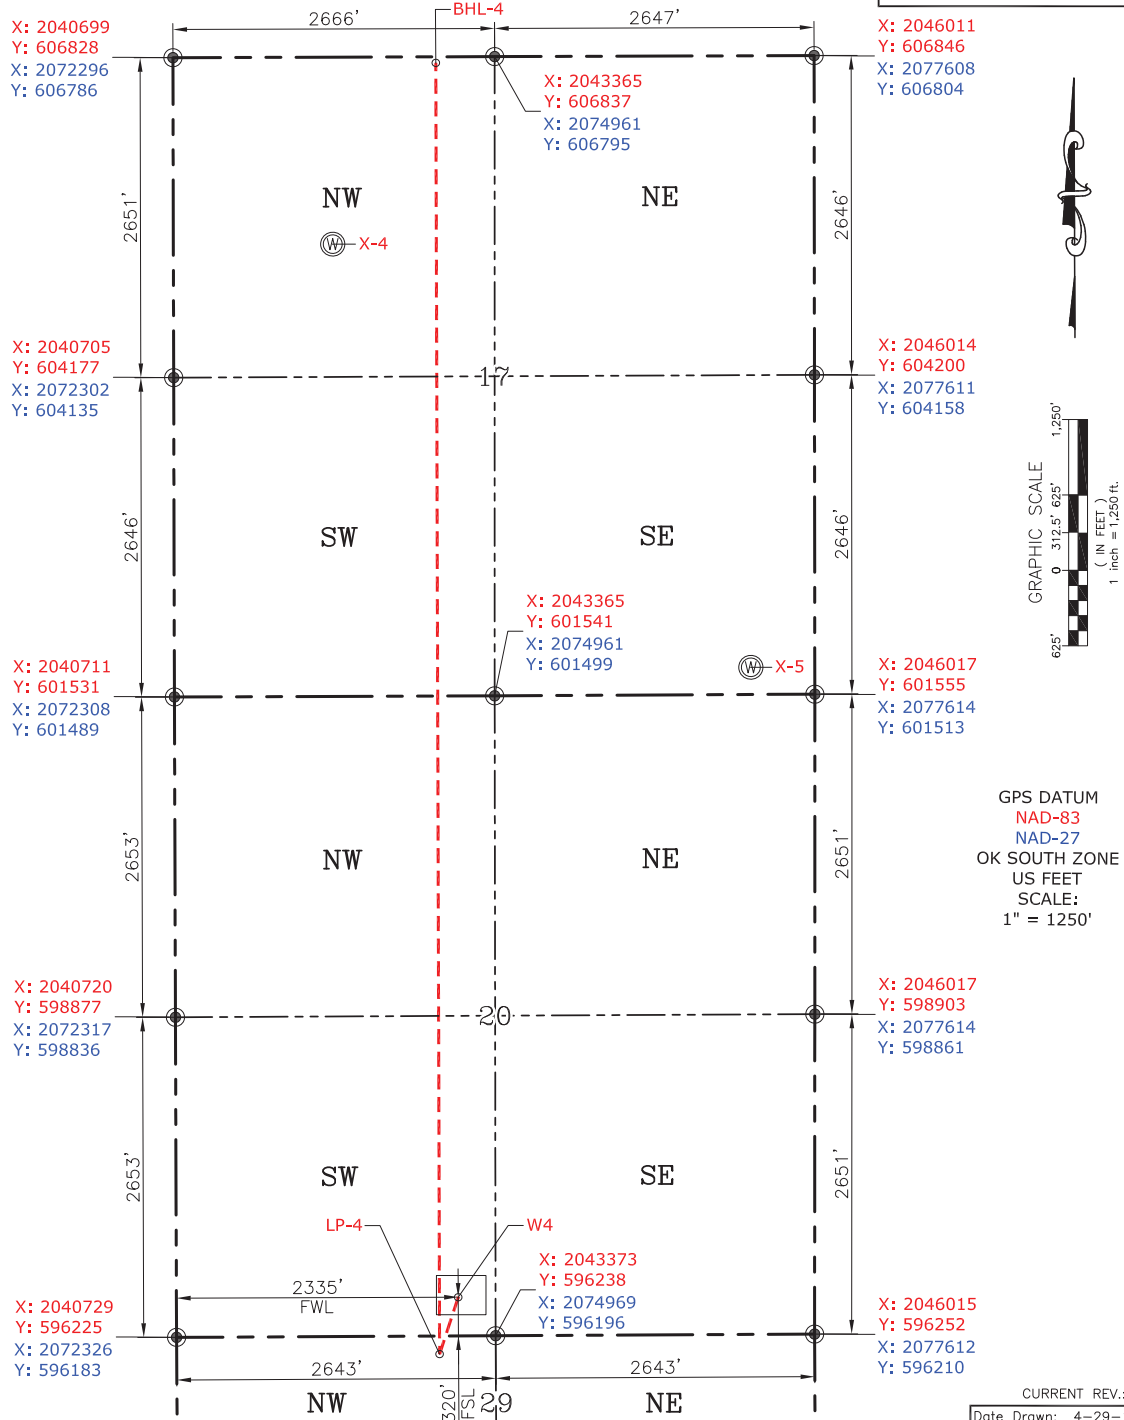 BHL-4
2666'
2647'
X: 2040699
Y: 606828
X: 2072296
Y: 606786
X: 2043365
Y: 606837
X: 2074961
Y: 606795
X: 2046011
Y: 606846
X: 2077608
Y: 606804
2651'
NW
NE
2646'
X-4
X: 2040705
Y: 604177
X: 2072302
Y: 604135
17
X: 2046014
Y: 604200
X: 2077611
Y: 604158
2646'
SW
SE
2646'
GRAPHIC SCALE
625'
0
312.5'
625'
1,250'
( IN FEET )
1 inch = 1,250 ft.
X: 2043365
Y: 601541
X: 2074961
Y: 601499
W
W
X-5
X: 2040711
Y: 601531
X: 2072308
Y: 601489
X: 2046017
Y: 601555
X: 2077614
Y: 601513
2653'
NW
NE
2651'
GPS DATUM
NAD-83
NAD-27
OK SOUTH ZONE
US FEET
SCALE:
1" = 1250'
X: 2040720
Y: 598877
X: 2072317
Y: 598836
20
X: 2046017
Y: 598903
X: 2077614
Y: 598861
2653'
SW
SE
2651'
LP-4
W4
2335'
FWL
X: 2043373
Y: 596238
X: 2074969
Y: 596196
X: 2040729
Y: 596225
X: 2072326
Y: 596183
X: 2046015
Y: 596252
X: 2077612
Y: 596210
2643'
2643'
320'
FSL
NW
29
NE
CURRENT REV.:
Date Drawn: 4-29-